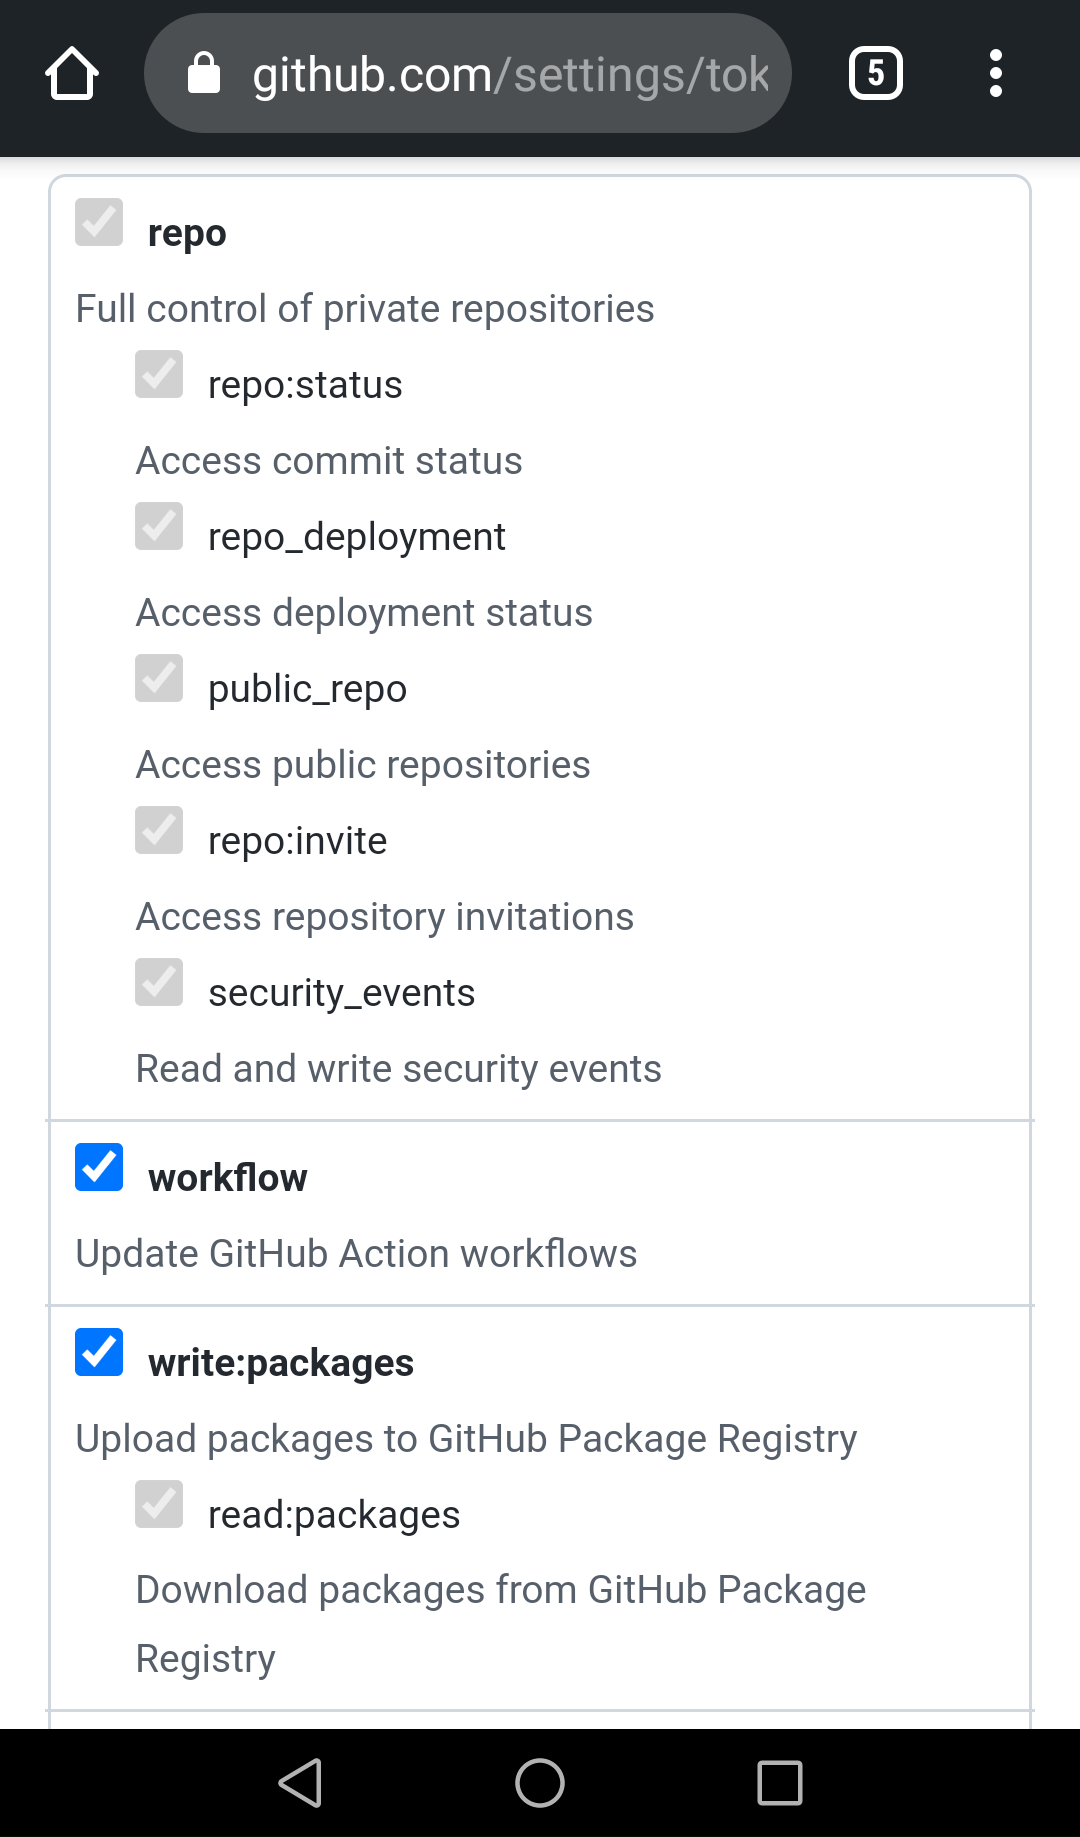 github.com/settings/tok
5
repo
Full control of private repositories
repo:status
Access commit status
repo_deployment
Access deployment status
public_repo
Access public repositories
repo:invite
Access repository invitations
security_events
Read and write security events
workflow
Update GitHub Action workflows
write:packages
Upload packages to GitHub Package Registry
read:packages
Download packages from GitHub Package
Registry